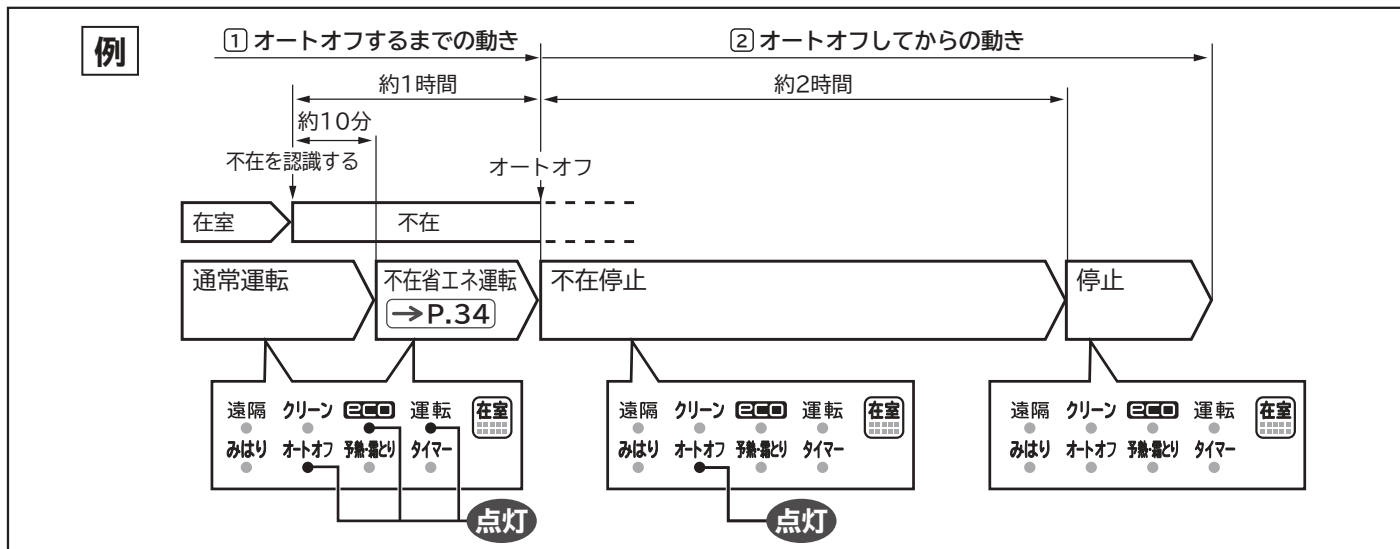 例
1 オートオフするまでの動き
2 オートオフしてからの動き
約1時間
約2時間
約10分
不在を認識する
オートオフ
在室
不在
通常運転
不在省エネ運転
→P.34
不在停止
停止
遠隔 クリーン eco 運転 在室
みはり オートオフ 予熱・霜とり タイマー
点灯
遠隔 クリーン eco 運転 在室
みはり オートオフ 予熱・霜とり タイマー
点灯
遠隔 クリーン eco 運転 在室
みはり オートオフ 予熱・霜とり タイマー